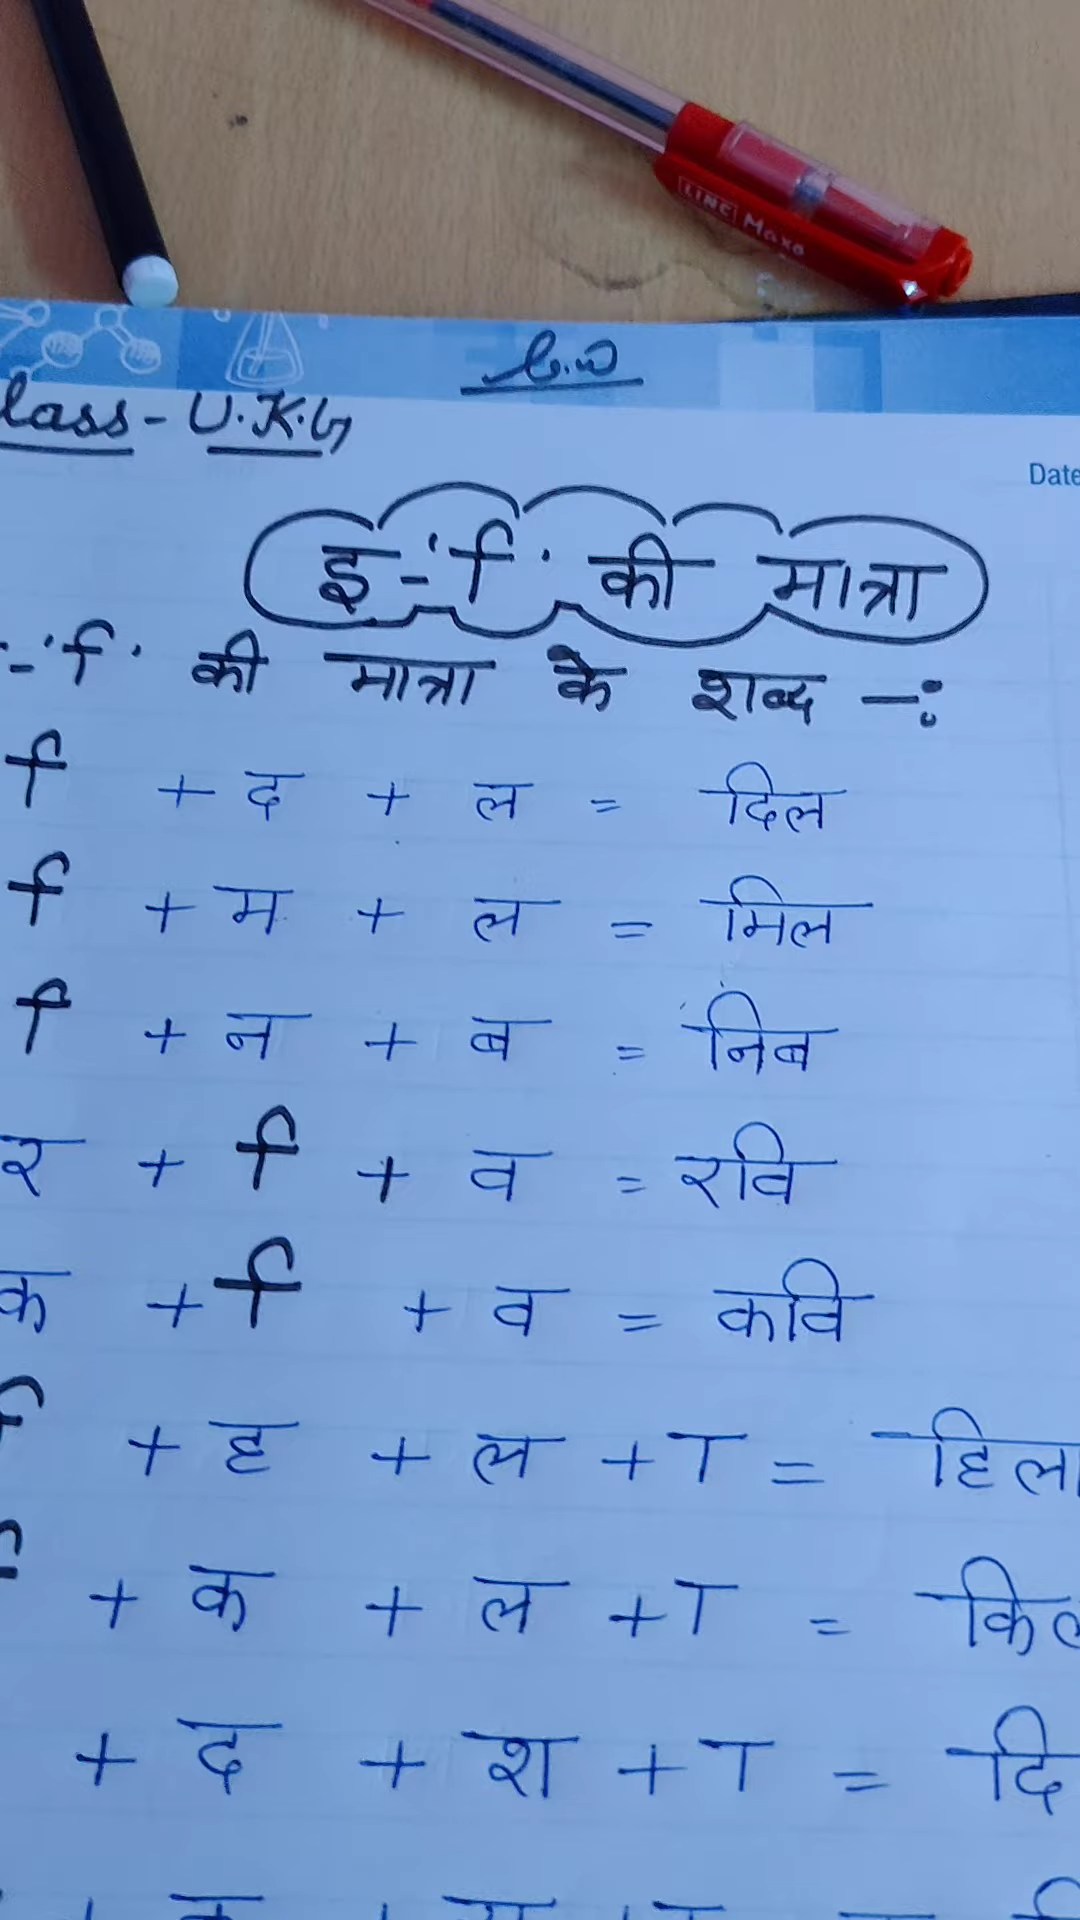 LINC Maxo
C.W
lass - U.K.G
Date
इ - 'ि' की मात्रा
- 'ि' की मात्रा के शब्द -:
ि + द + ल = दिल
ि + म + ल = मिल
ि + न + ब = निब
र + ि + व = रवि
क + ि + व = कवि
ि + ह + ल + ा = हिला
ि + क + ल + ा = किल
+ द + श + ा = दि